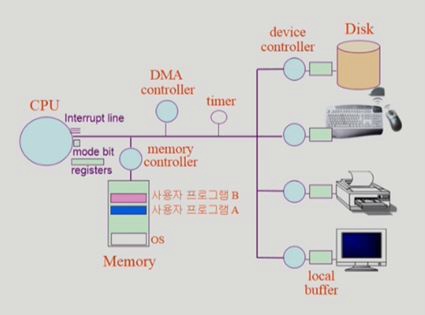 device
controller
Disk
DMA
controller
CPU
timer
Interrupt line
mode bit
registers
memory
controller
사용자 프로그램 B
사용자 프로그램 A
OS
Memory
local
buffer